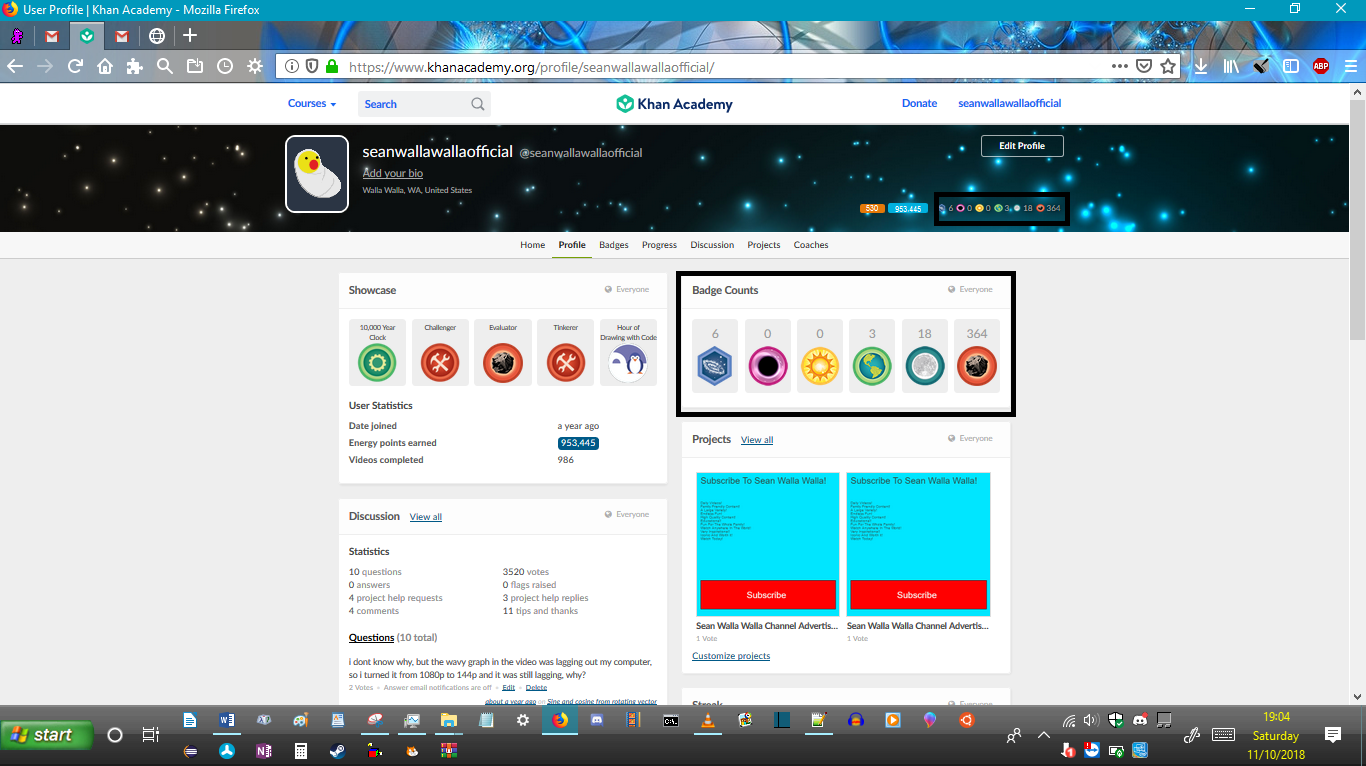 User Profile | Khan Academy - Mozilla Firefox
https://www.khanacademy.org/profile/seanwallawallaofficial/
ABP
Courses
Search
Khan Academy
Donate
seanwallawallaofficial
seanwallawallaofficial @seanwallawallaofficial
Add your bio
Walla Walla, WA, United States
Edit Profile
530 953,445 6 0 0 3 18 364
Home Profile Badges Progress Discussion Projects Coaches
Showcase Everyone
10,000 Year Clock
Challenger
Evaluator
Tinkerer
Hour of Drawing with Code
User Statistics
Date joined a year ago
Energy points earned 953,445
Videos completed 986
Badge Counts Everyone
6 0 0 3 18 364
Projects View all Everyone
Subscribe To Sean Walla Walla!
Subscribe
Sean Walla Walla Channel Advertis...
1 Vote
Subscribe To Sean Walla Walla!
Subscribe
Sean Walla Walla Channel Advertis...
1 Vote
Customize projects
Streak Everyone
Discussion View all Everyone
Statistics
10 questions 3520 votes
0 answers 0 flags raised
4 project help requests 3 project help replies
4 comments 11 tips and thanks
Questions (10 total)
i dont know why, but the wavy graph in the video was lagging out my computer,
so i turned it from 1080p to 144p and it was still lagging, why?
2 Votes • Answer email notifications are off • Edit • Delete
about a year ago on Sine and cosine from rotating vector
start
19:04
Saturday
11/10/2018